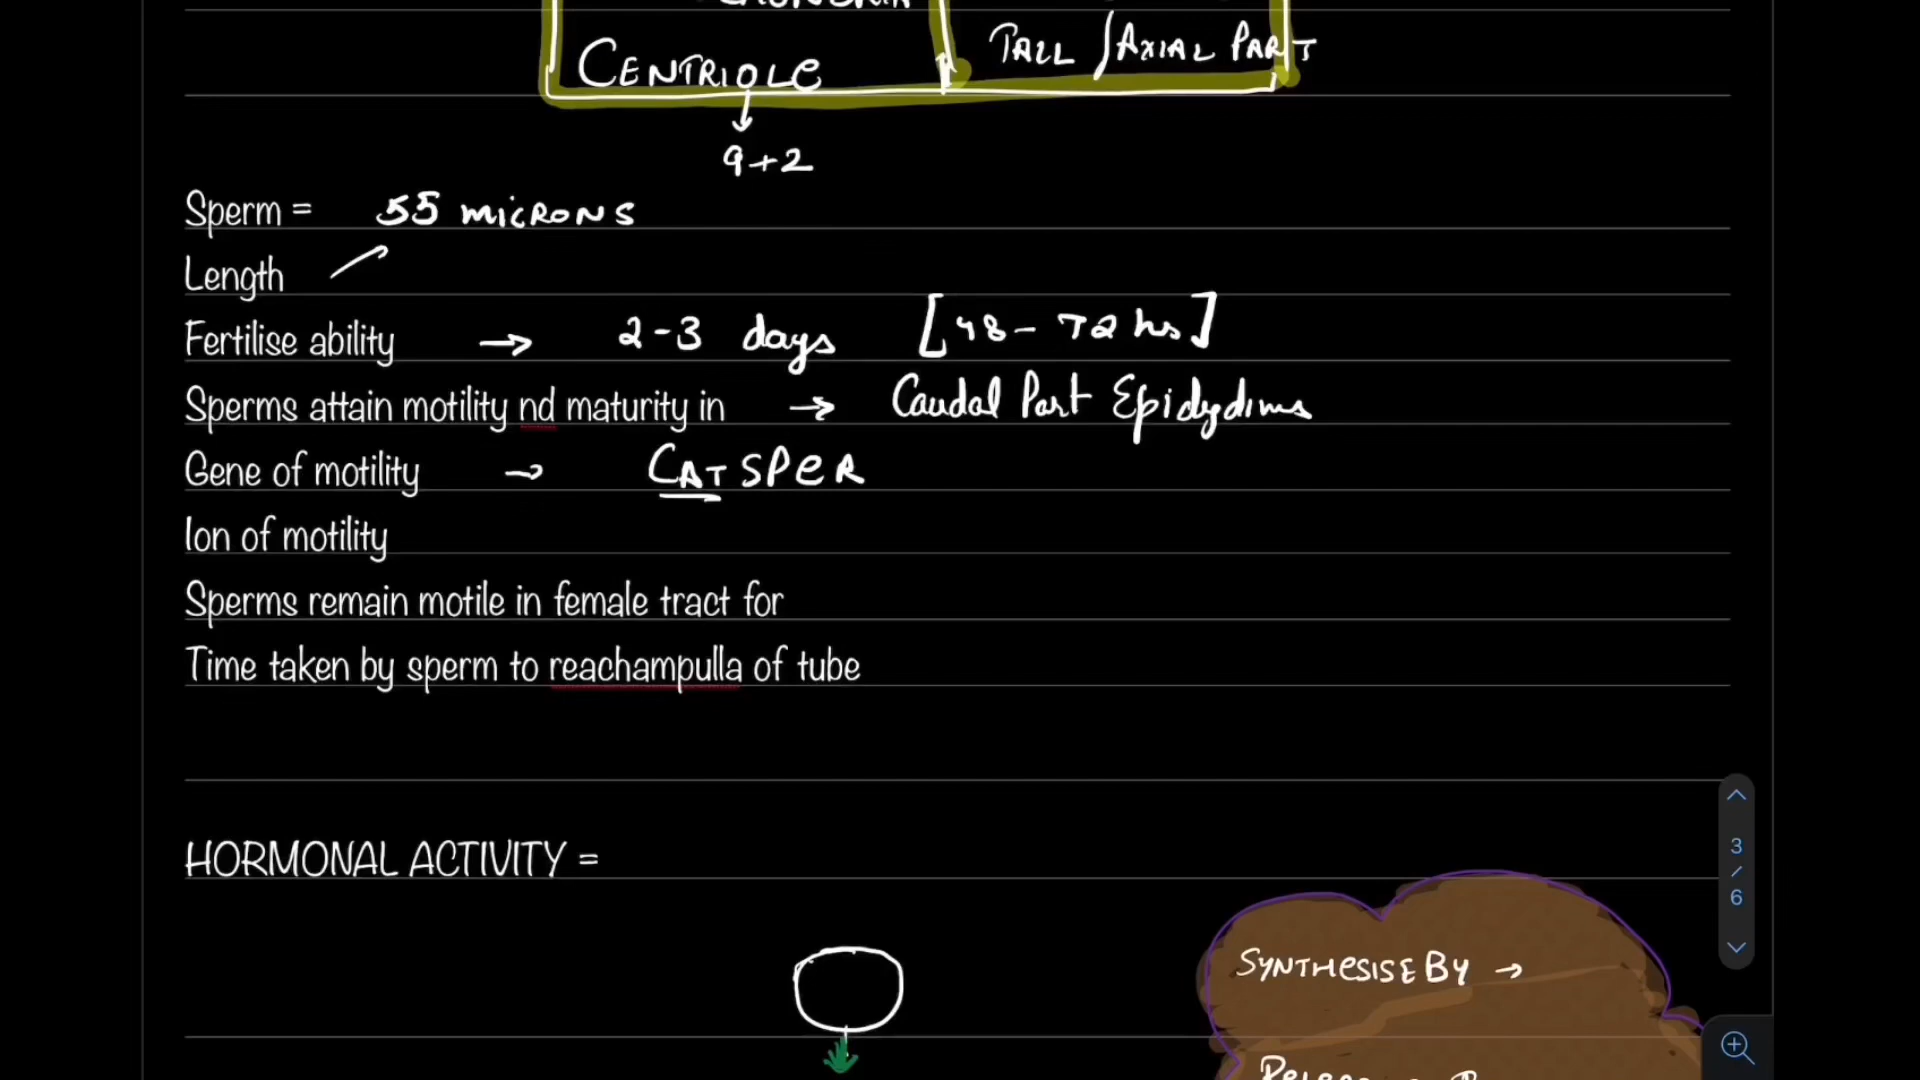 CENTRIOLE
TAIL / AXIAL PART
9+2
Sperm = 55 MICRONS
Length
Fertilise ability → 2-3 days [48-72 hs]
Sperms attain motility nd maturity in → Caudal Part Epidydims
Gene of motility → CATSPER
Ion of motility
Sperms remain motile in female tract for
Time taken by sperm to reachampulla of tube
HORMONAL ACTIVITY =
3
/
6
SYNTHESISE BY →